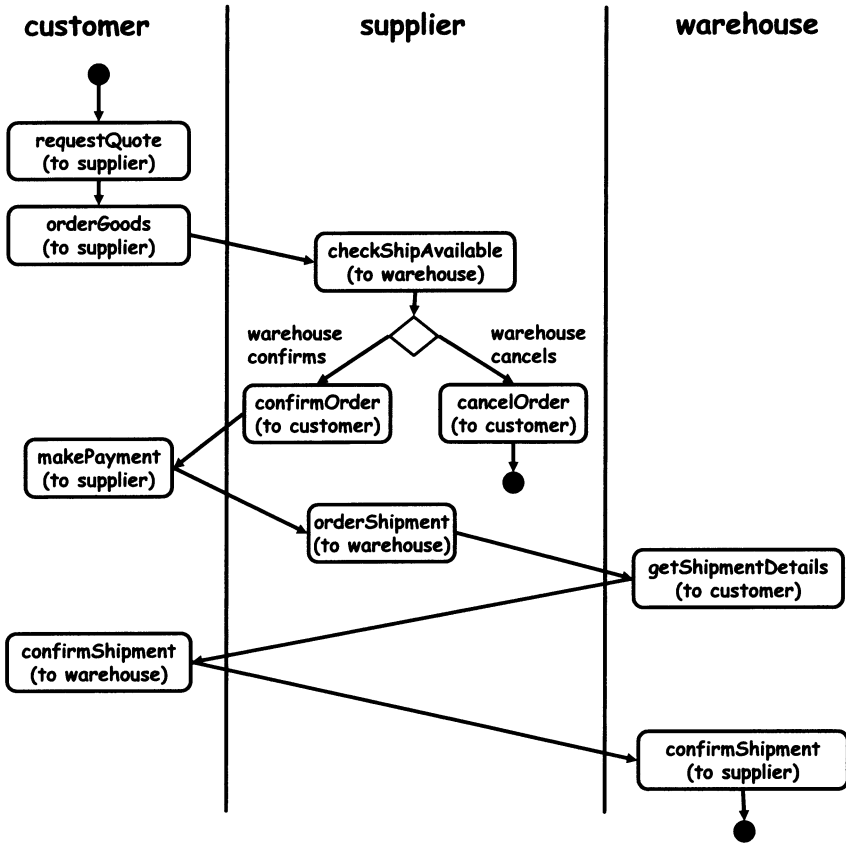 customer
supplier
warehouse
requestQuote
(to supplier)
orderGoods
(to supplier)
checkShipAvailable
(to warehouse)
warehouse
confirms
warehouse
cancels
confirmOrder
(to customer)
cancelOrder
(to customer)
makePayment
(to supplier)
orderShipment
(to warehouse)
getShipmentDetails
(to customer)
confirmShipment
(to warehouse)
confirmShipment
(to supplier)